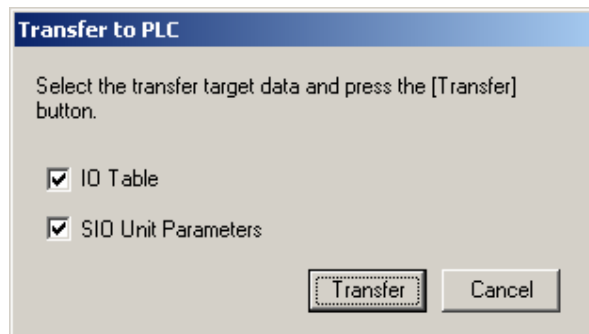 Transfer to PLC
Select the transfer target data and press the [Transfer]
button.
IO Table
SIO Unit Parameters
Transfer Cancel